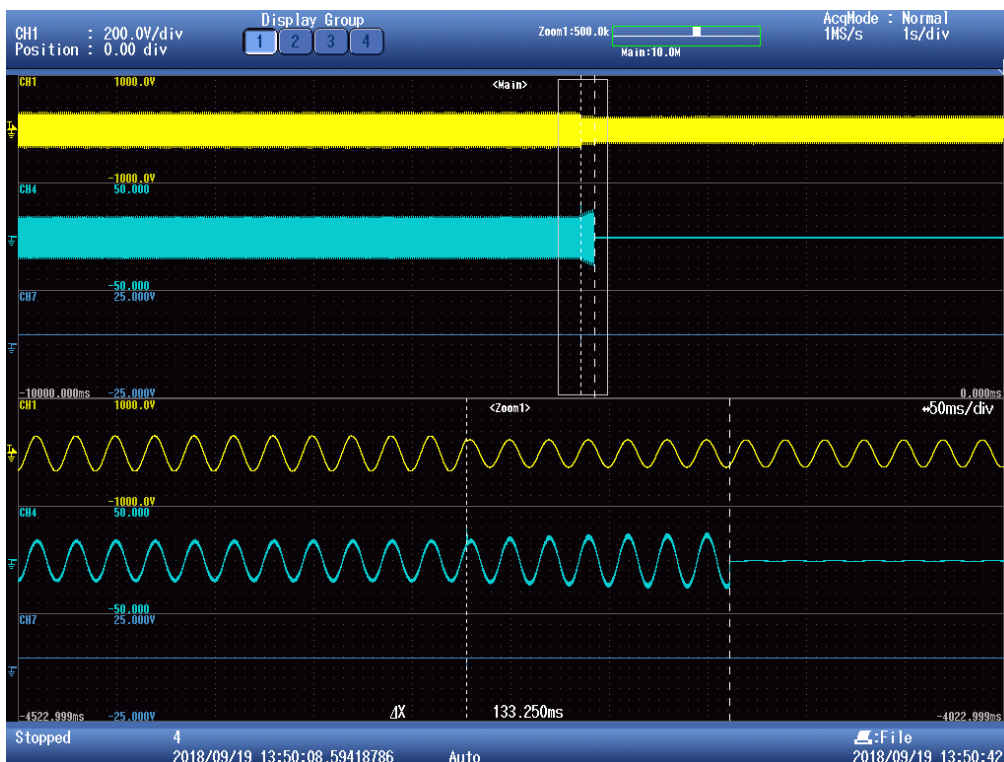 CH1 : 200.0V/div
Position : 0.00 div
Display Group
1 2 3 4
Zoom1:500.0k
Main:10.0M
AcqMode : Normal
1MS/s 1s/div
CH1 1000.0V
<Main>
-1000.0V
CH4 50.000
-50.000
CH7 25.000V
-10000.000ms -25.000V 0.000ms
CH1 1000.0V
<Zoom1>
↔50ms/div
-1000.0V
CH4 50.000
-50.000
CH7 25.000V
-4522.999ms -25.000V ⊿X 133.250ms -4022.999ms
Stopped 4
2018/09/19 13:50:08.59418786 Auto
:File
2018/09/19 13:50:42